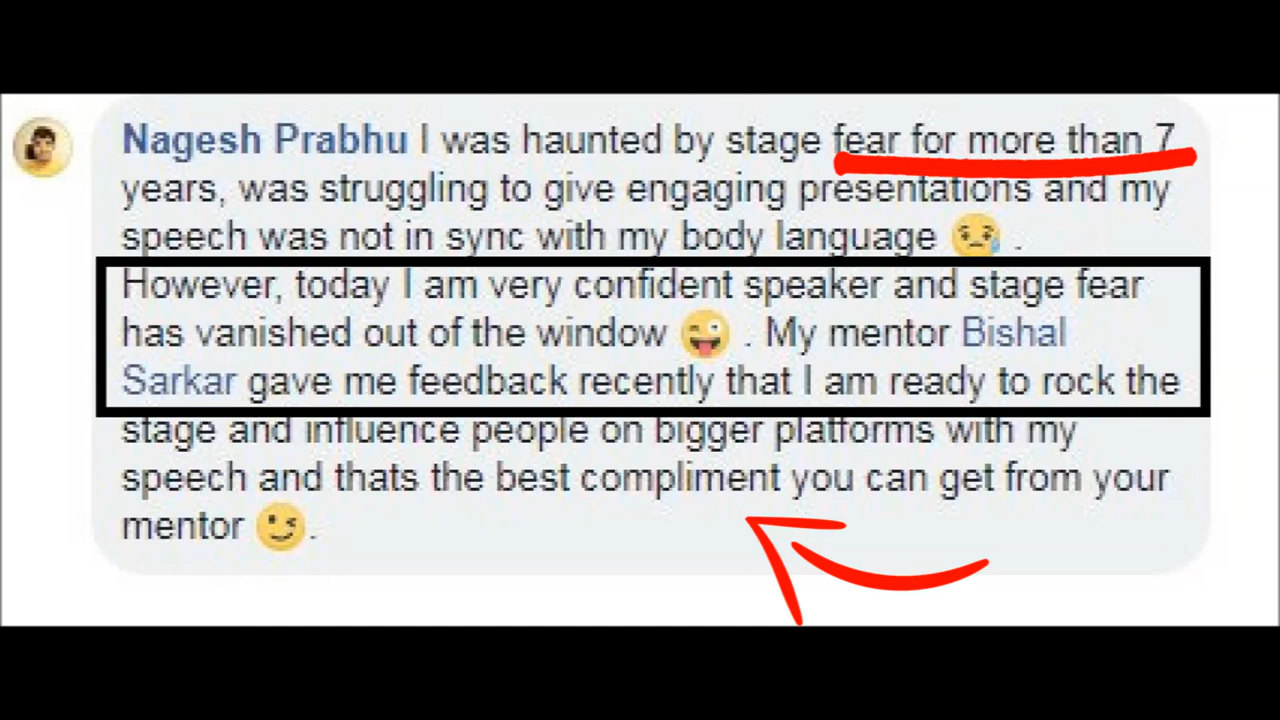 Nagesh Prabhu I was haunted by stage fear for more than 7
years, was struggling to give engaging presentations and my
speech was not in sync with my body language 😢 .
However, today I am very confident speaker and stage fear
has vanished out of the window 😜 . My mentor Bishal
Sarkar gave me feedback recently that I am ready to rock the
stage and influence people on bigger platforms with my
speech and thats the best compliment you can get from your
mentor 😉.